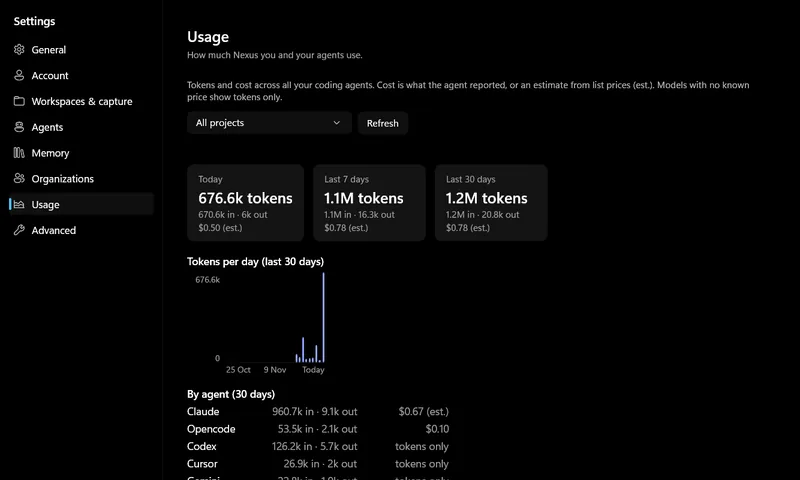 Settings
General
Account
Workspaces & capture
Agents
Memory
Organizations
Usage
Advanced
Usage
How much Nexus you and your agents use.
Tokens and cost across all your coding agents. Cost is what the agent reported, or an estimate from list prices (est.). Models with no known
price show tokens only.
All projects
Refresh
Today
676.6k tokens
670.6k in · 6k out
$0.50 (est.)
Last 7 days
1.1M tokens
1.1M in · 16.3k out
$0.78 (est.)
Last 30 days
1.2M tokens
1.2M in · 20.8k out
$0.78 (est.)
Tokens per day (last 30 days)
676.6k
0
25 Oct 9 Nov Today
By agent (30 days)
Claude 960.7k in · 9.1k out $0.67 (est.)
Opencode 53.5k in · 2.1k out $0.10
Codex 126.2k in · 5.7k out tokens only
Cursor 26.9k in · 2k out tokens only